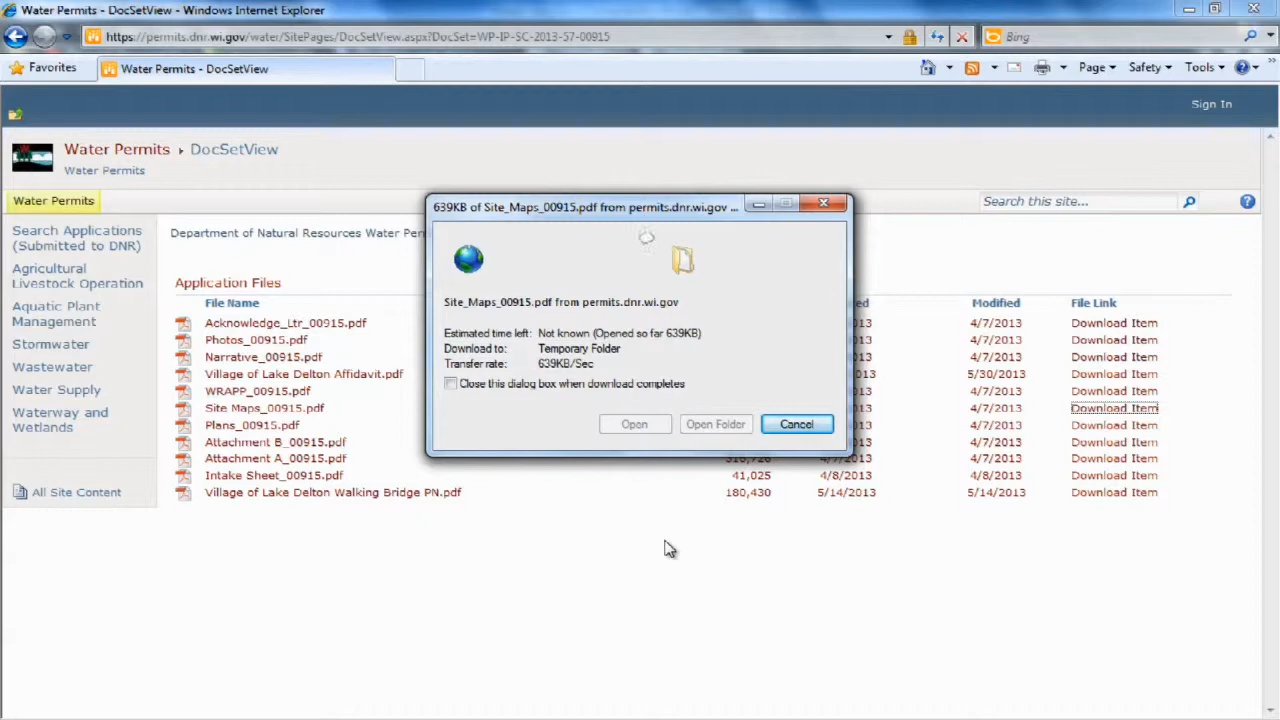 Water Permits - DocSetView - Windows Internet Explorer
https://permits.dnr.wi.gov/water/SitePages/DocSetView.aspx?DocSet=WP-IP-SC-2013-57-00915
Bing
Favorites
Water Permits - DocSetView
Page
Safety
Tools
Sign In
Water Permits ▸ DocSetView
Water Permits
Water Permits
Search this site...
Search Applications
(Submitted to DNR)
Agricultural
Livestock Operation
Aquatic Plant
Management
Stormwater
Wastewater
Water Supply
Waterway and
Wetlands
All Site Content
Department of Natural Resources Water
Application Files
File Name Modified File Link
Acknowledge_Ltr_00915.pdf 4/7/2013 Download Item
Photos_00915.pdf 4/7/2013 Download Item
Narrative_00915.pdf 4/7/2013 Download Item
Village of Lake Delton Affidavit.pdf 5/30/2013 Download Item
WRAPP_00915.pdf 4/7/2013 Download Item
Site Maps_00915.pdf 4/7/2013 Download Item
Plans_00915.pdf 4/7/2013 Download Item
Attachment B_00915.pdf 4/7/2013 Download Item
Attachment A_00915.pdf 4/7/2013 Download Item
Intake Sheet_00915.pdf 41,025 4/8/2013 4/8/2013 Download Item
Village of Lake Delton Walking Bridge PN.pdf 180,430 5/14/2013 5/14/2013 Download Item
639KB of Site_Maps_00915.pdf from permits.dnr.wi.gov ...
Site_Maps_00915.pdf from permits.dnr.wi.gov
Estimated time left: Not known (Opened so far 639KB)
Download to: Temporary Folder
Transfer rate: 639KB/Sec
Close this dialog box when download completes
Open Open Folder Cancel